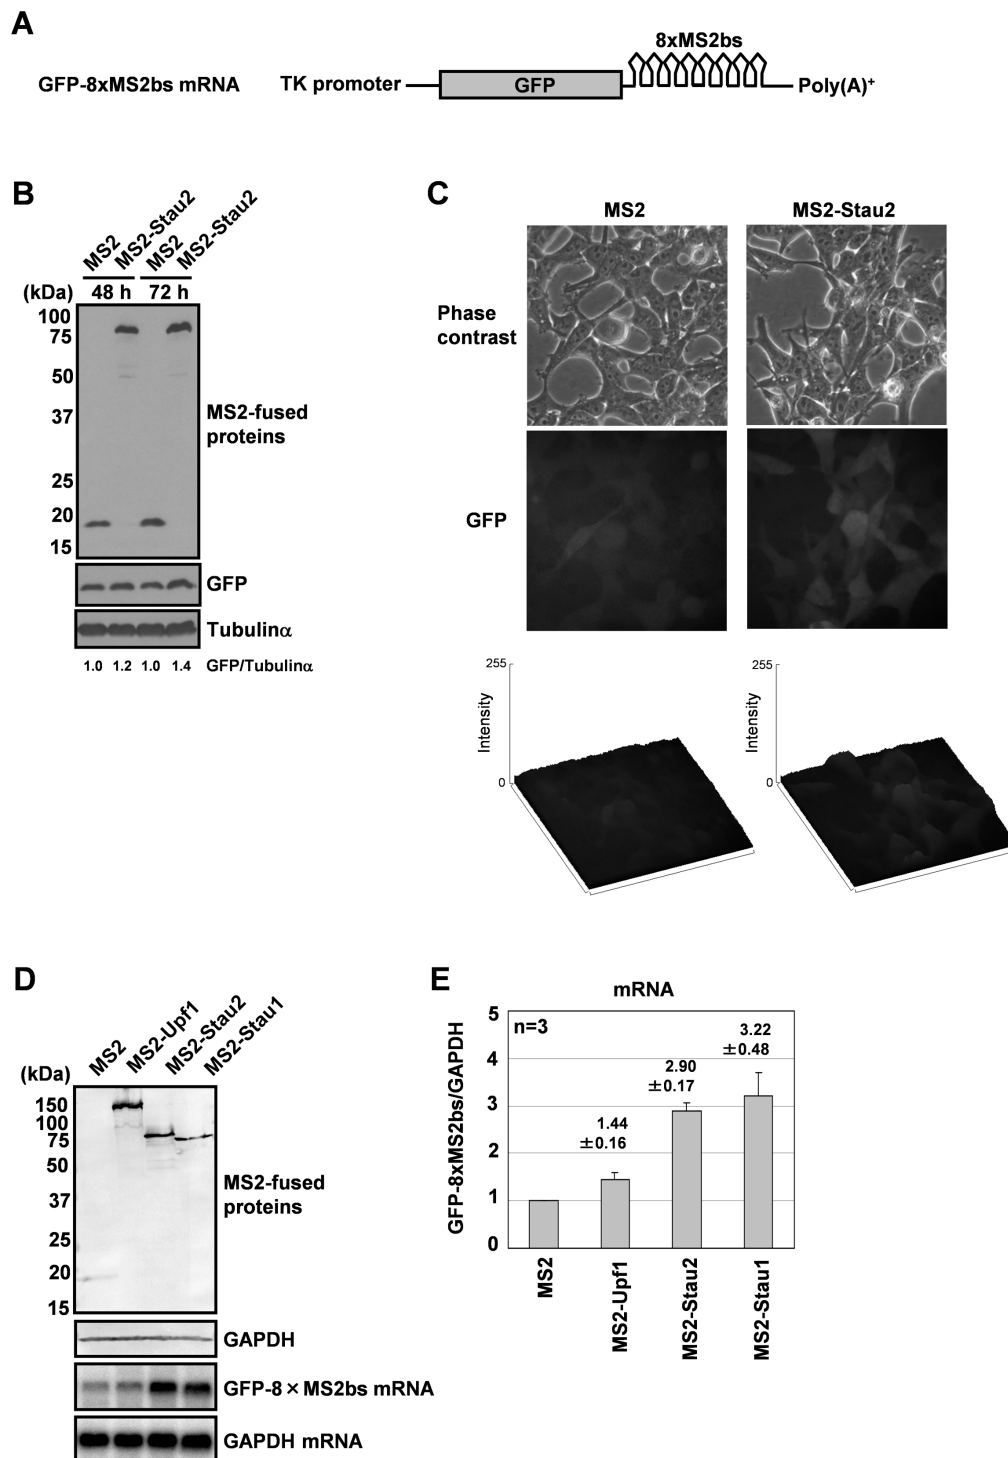 A
8xMS2bs
GFP-8xMS2bs mRNA TK promoter GFP Poly(A)+
B
MS2 MS2-Stau2 MS2 MS2-Stau2
(kDa) 48 h 72 h
100
75
50
37
25
20
15
MS2-fused
proteins
GFP
Tubulinα
1.0 1.2 1.0 1.4 GFP/Tubulinα
C
MS2 MS2-Stau2
Phase
contrast
GFP
255
Intensity
0
255
Intensity
0
D
MS2 MS2-Upf1 MS2-Stau2 MS2-Stau1
(kDa)
150
100
75
50
37
25
20
15
MS2-fused
proteins
GAPDH
GFP-8×MS2bs mRNA
GAPDH mRNA
E
mRNA
GFP-8xMS2bs/GAPDH
5
4
3
2
1
0
n=3
1.44
±0.16
2.90
±0.17
3.22
±0.48
MS2
MS2-Upf1
MS2-Stau2
MS2-Stau1